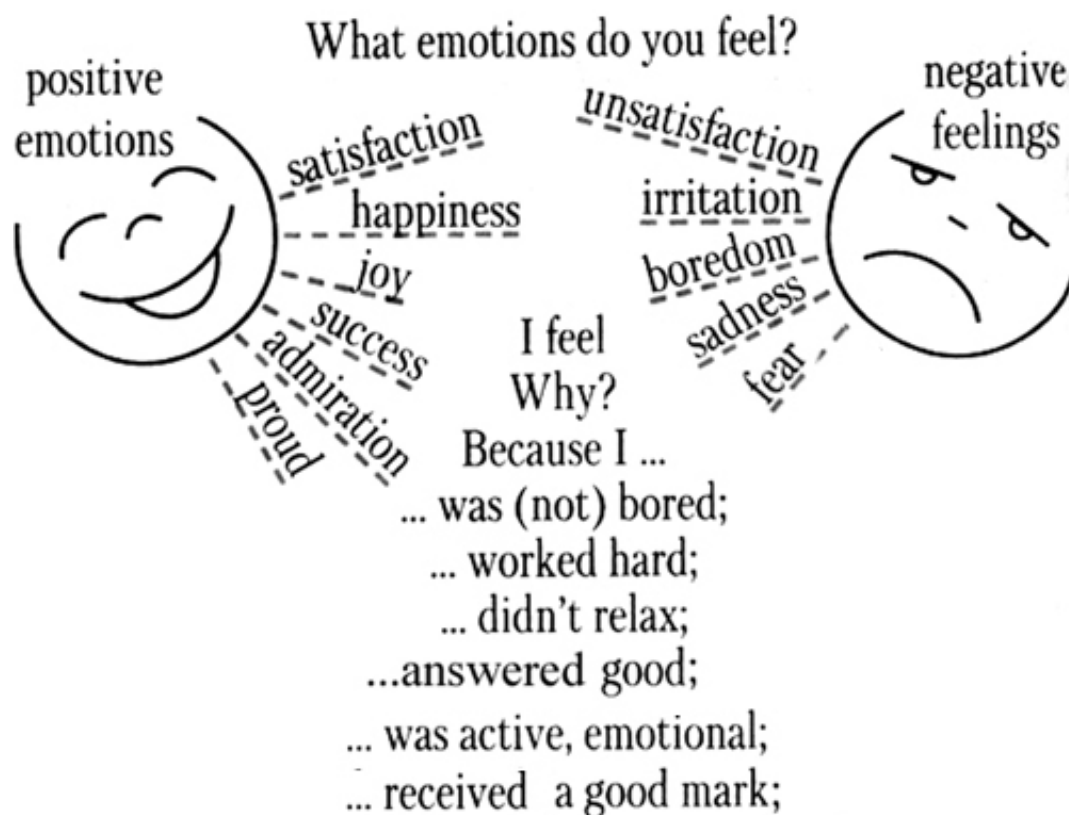 What emotions do you feel?
positive
emotions
satisfaction
happiness
joy
success
admiration
proud
negative
feelings
unsatisfaction
irritation
boredom
sadness
fear
I feel
Why?
Because I ...
... was (not) bored;
... worked hard;
... didn't relax;
...answered good;
... was active, emotional;
... received a good mark;